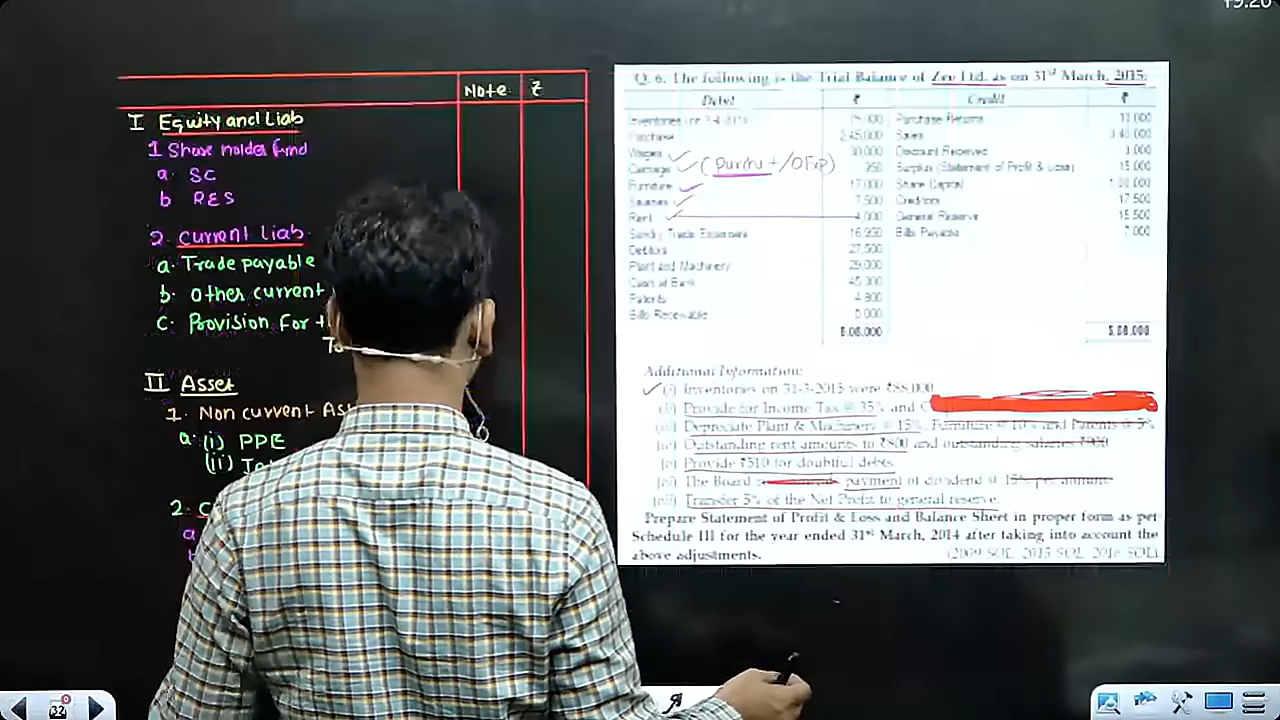 19:20
Note ₹
I Equity and Liab
1 Share holder fund
a. SC
b RES
2. Current Liab.
a. Trade payable
b. Other current
c. Provision For
II Asset
1. Non current
a. (i) PPE
(ii)
2.
a
Q. 6. The following is the Trial Balance of Zee Ltd. as on 31st March, 2015:
Debit ₹ Credit ₹
Purchase Returns 10,000
Purchase 2,45,000 Sales 3,40,000
Wages 30,000 Discount Received 3,000
Carriage (Purchu + /O Exp) 950 Surplus (Statement of Profit & Loss) 15,000
Furniture 17,000 Share Capital 1,00,000
Salaries 7,500 Creditors 17,500
Rent 4,000 General Reserve 15,500
Sundry Trade Expenses Bills Payable 7,000
Debtors 27,500
Plant and Machinery 29,000
Cash at Bank
Patents 4,800
Bills Receivable
5,08,000 5,08,000
Additional Information:
(i) Inventories on 31-3-2015 were ₹88,000
(ii) Provide for Income Tax @ 35% and
(iii) Depreciate Plant & Machinery @ 15%, Furniture @ 10% and Patents @ 5%
(iv) Outstanding rent amounts to ₹800 and outstanding salaries ₹900
(v) Provide ₹510 for doubtful debts
(vi) The Board payment of dividend @ 15% per annum
(vii) Transfer 5% of the Net Profit to general reserve.
Prepare Statement of Profit & Loss and Balance Sheet in proper form as per
Schedule III for the year ended 31st March, 2014 after taking into account the
above adjustments. (2009 SOL, 2015 SOL, 2016 SOL)
32